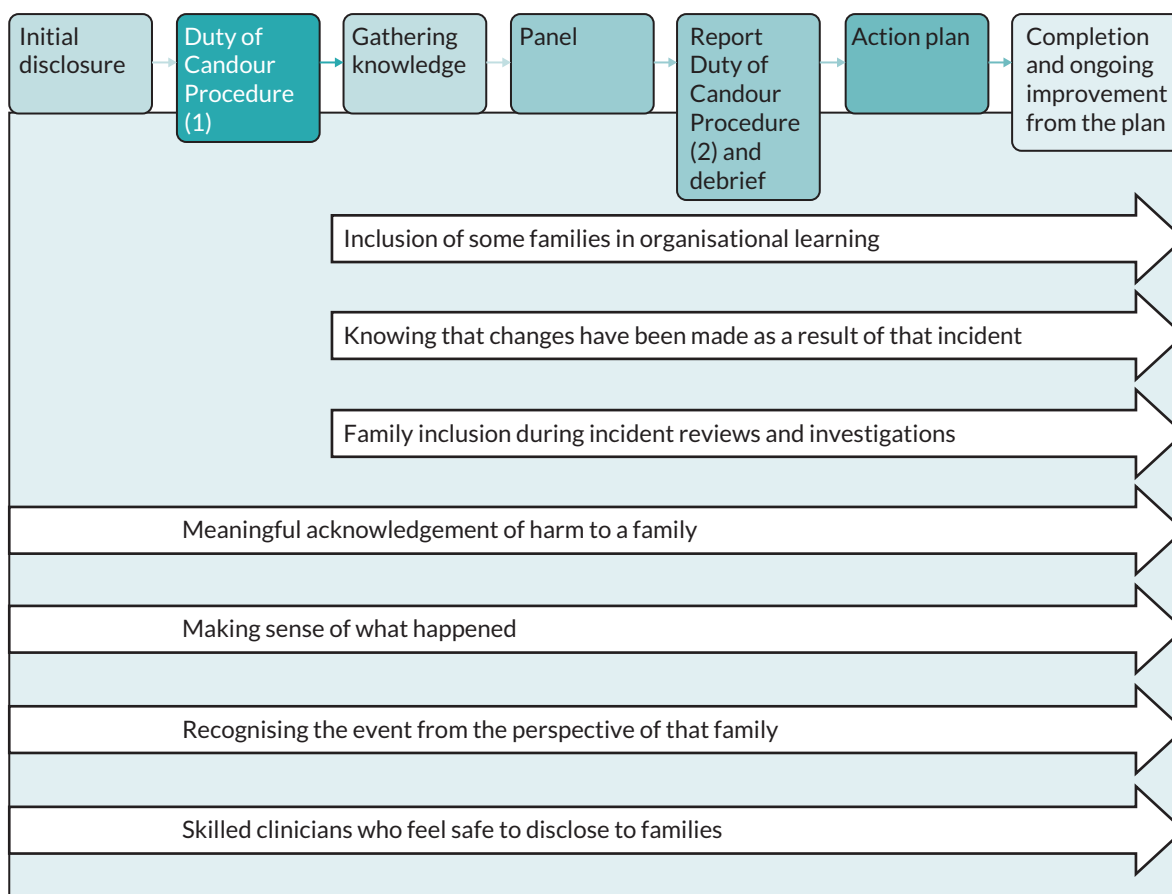 Initial
disclosure
Duty of
Candour
Procedure
(1)
Gathering
knowledge
Panel
Report
Duty of
Candour
Procedure
(2) and
debrief
Action plan
Completion
and ongoing
improvement
from the plan
Inclusion of some families in organisational learning
Knowing that changes have been made as a result of that incident
Family inclusion during incident reviews and investigations
Meaningful acknowledgement of harm to a family
Making sense of what happened
Recognising the event from the perspective of that family
Skilled clinicians who feel safe to disclose to families